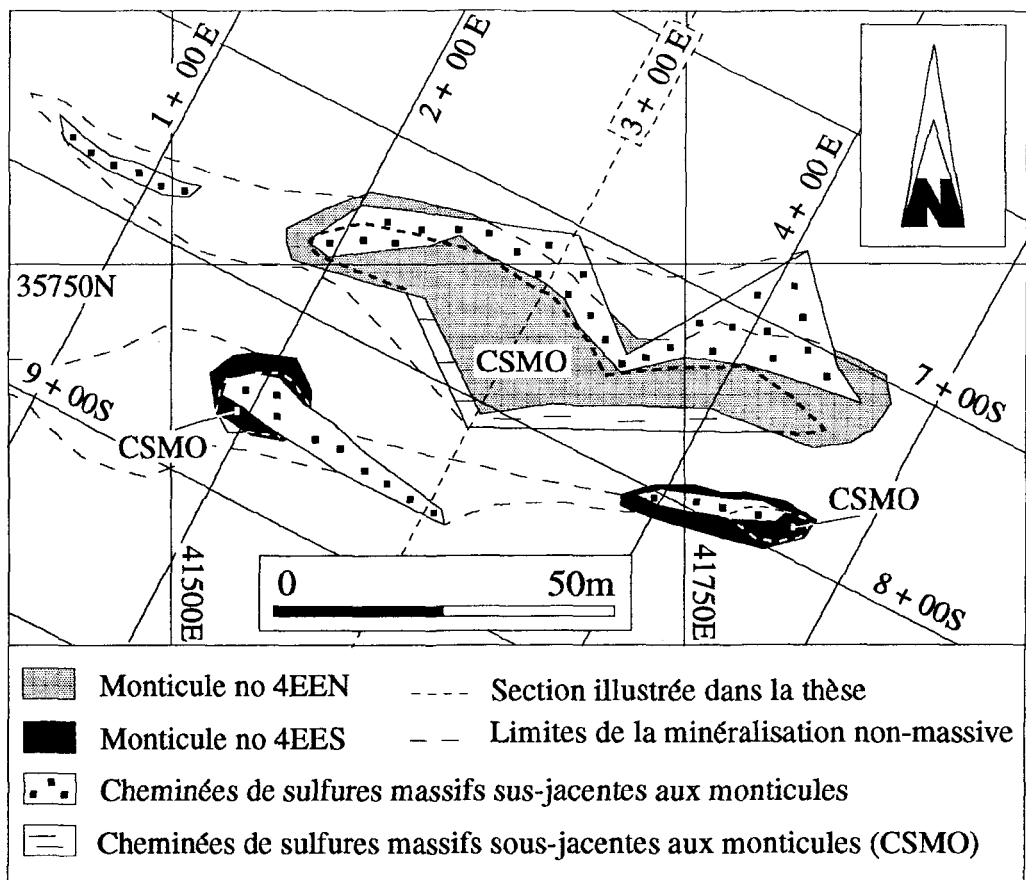 1 + 00 E
2 + 00 E
3 + 00 E
4 + 00 E
N
35750N
CSMO
9 + 00S
7 + 00S
CSMO
CSMO
41500E
0 50m
41750E
8 + 00S
Monticule no 4EEN
Section illustrée dans la thèse
Monticule no 4EES
Limites de la minéralisation non-massive
Cheminées de sulfures massifs sus-jacentes aux monticules
Cheminées de sulfures massifs sous-jacentes aux monticules (CSMO)